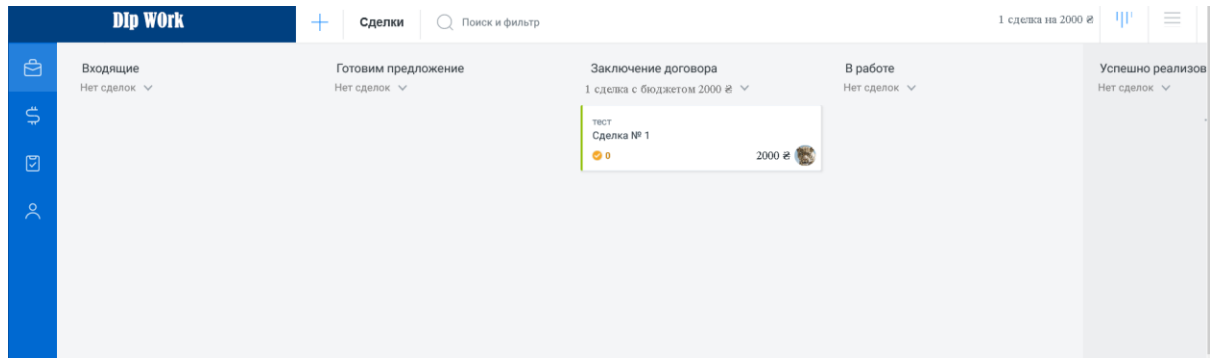 DIp W0rk
Сделки
Поиск и фильтр
1 сделка на 2000 ₴
Входящие
Нет сделок
Готовим предложение
Нет сделок
Заключение договора
1 сделка с бюджетом 2000 ₴
тест
Сделка № 1
0
2000 ₴
В работе
Нет сделок
Успешно реализов
Нет сделок